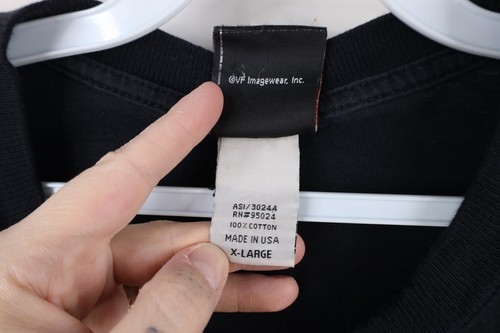 ©VF Imagewear, Inc.
ASI/30244
RN#95024
100% COTTON
MADE IN USA
X-LARGE